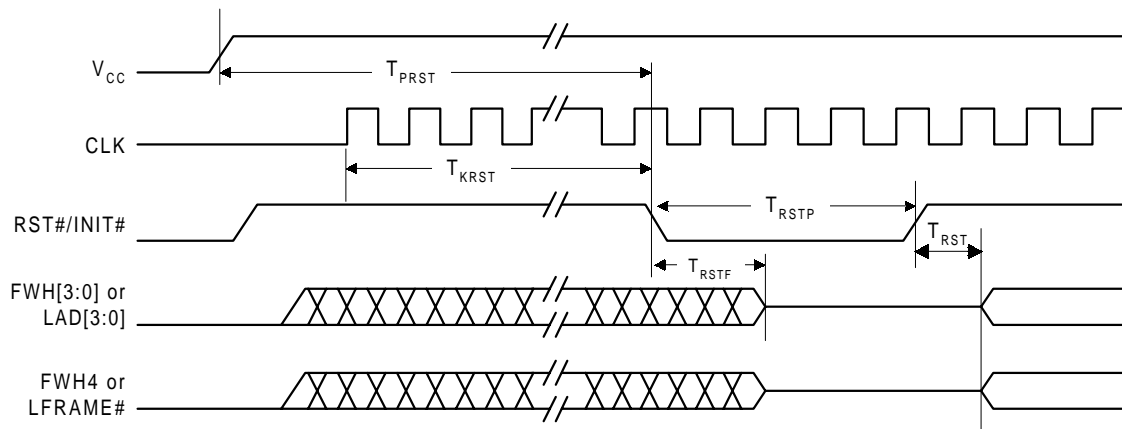 VCC
TPRST
CLK
TKRST
RST#/INIT#
TRSTP
TRST
TRSTF
FWH[3:0] or
LAD[3:0]
FWH4 or
LFRAME#